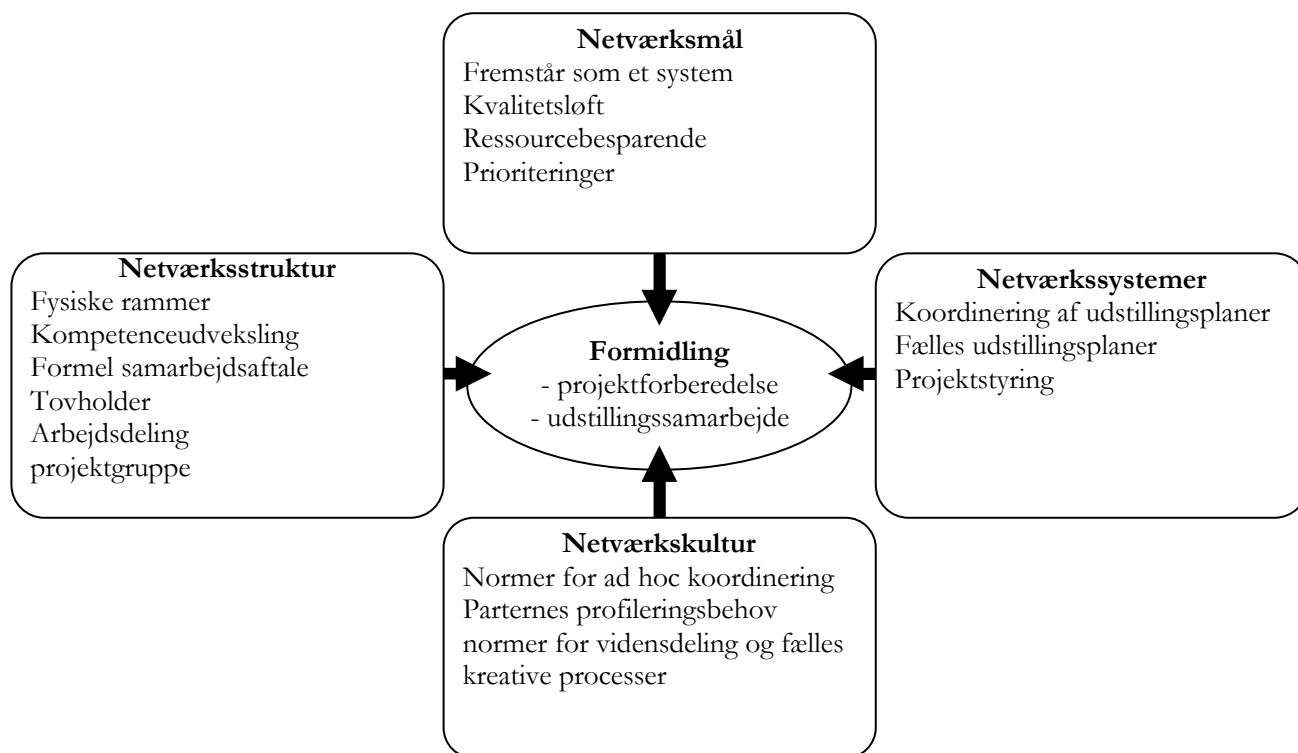 Netværksmål
Fremstår som et system
Kvalitetsløft
Ressourcebesparende
Prioriteringer
Netværksstruktur
Fysiske rammer
Kompetenceudveksling
Formel samarbejdsaftale
Tovholder
Arbejdsdeling
projektgruppe
Formidling
- projektforberedelse
- udstillingssamarbejde
Netværkssystemer
Koordinering af udstillingsplaner
Fælles udstillingsplaner
Projektstyring
Netværkskultur
Normer for ad hoc koordinering
Parternes profileringsbehov
normer for vidensdeling og fælles
kreative processer